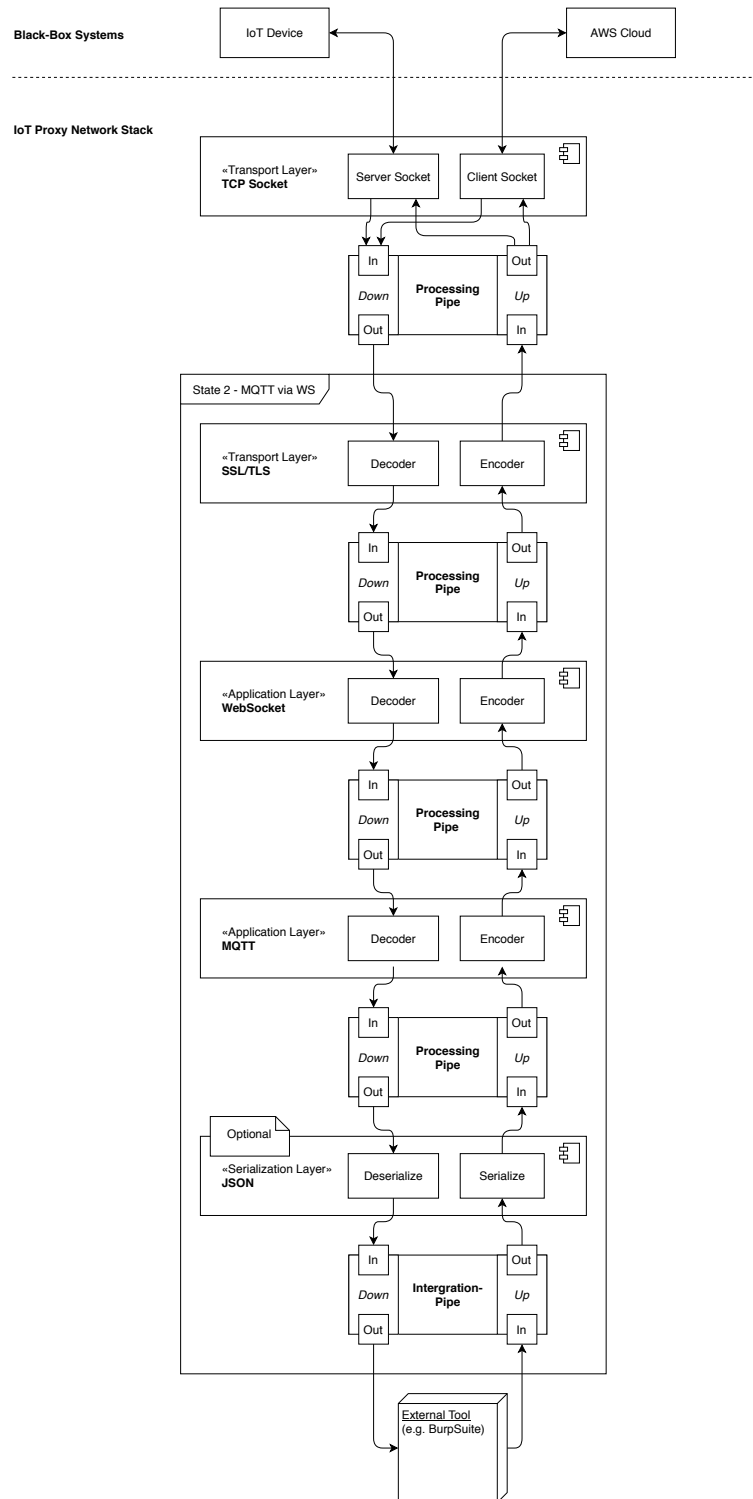 Black-Box Systems
IoT Device
AWS Cloud
IoT Proxy Network Stack
«Transport Layer»
TCP Socket
Server Socket
Client Socket
In
Out
Down
Processing
Pipe
Up
Out
In
State 2 - MQTT via WS
«Transport Layer»
SSL/TLS
Decoder
Encoder
In
Out
Down
Processing
Pipe
Up
Out
In
«Application Layer»
WebSocket
Decoder
Encoder
In
Out
Down
Processing
Pipe
Up
Out
In
«Application Layer»
MQTT
Decoder
Encoder
In
Out
Down
Processing
Pipe
Up
Out
In
Optional
«Serialization Layer»
JSON
Deserialize
Serialize
In
Out
Down
Intergration-
Pipe
Up
Out
In
External Tool
(e.g. BurpSuite)